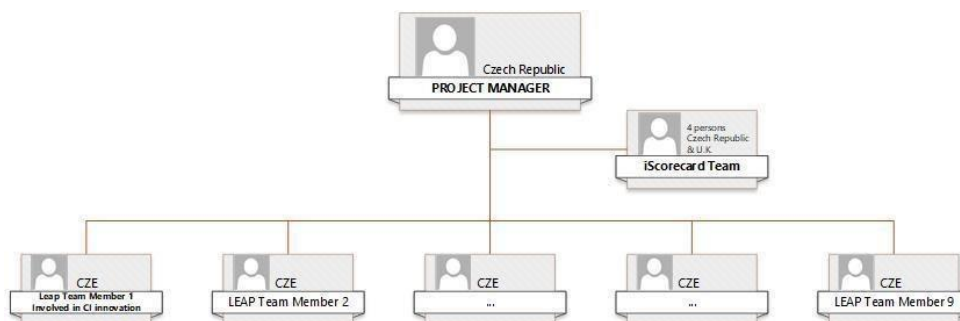 Czech Republic
PROJECT MANAGER
4 persons
Czech Republic
& U.K.
iScorecard Team
CZE
Leap Team Member 1
Involved in CI innovation
CZE
LEAP Team Member 2
CZE
...
CZE
...
CZE
LEAP Team Member 9